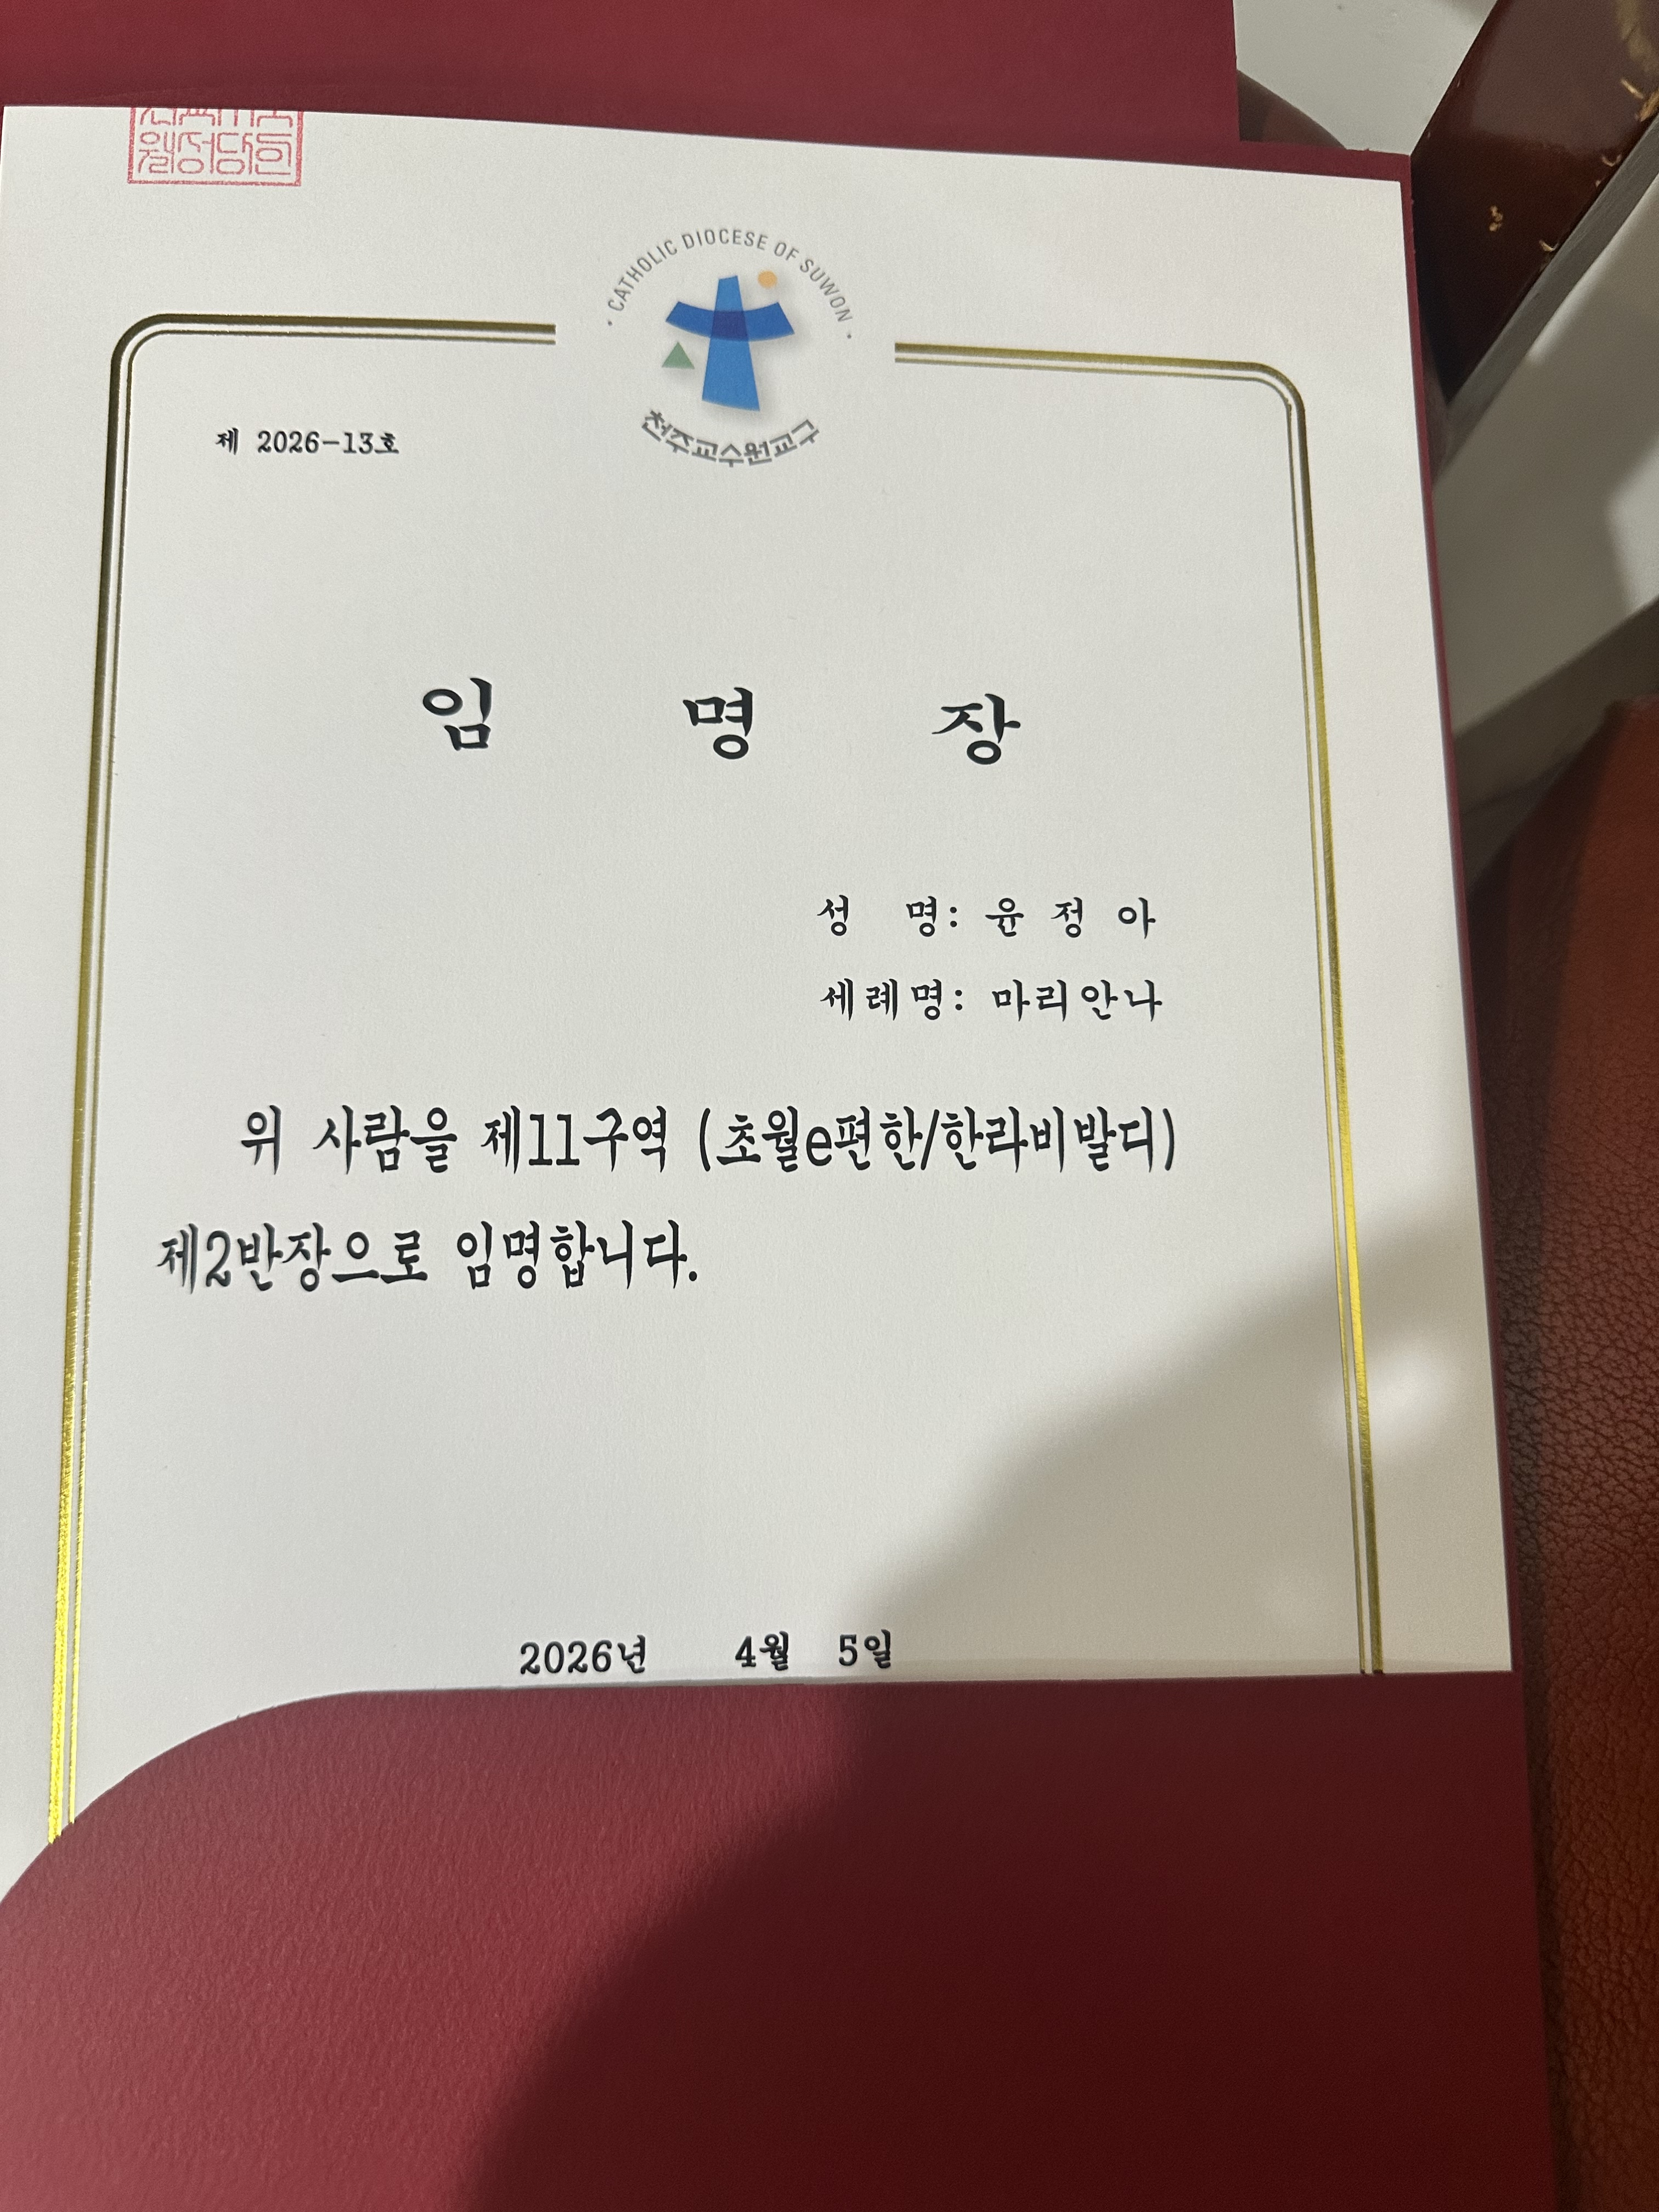 CATHOLIC DIOCESE OF SUWON
천주교수원교구
제 2026-13호
임 명 장
성 명: 윤 정 아
세례명: 마리안나
위 사람을 제11구역 (초월e편한/한라비발디)
제2반장으로 임명합니다.
2026년 4월 5일